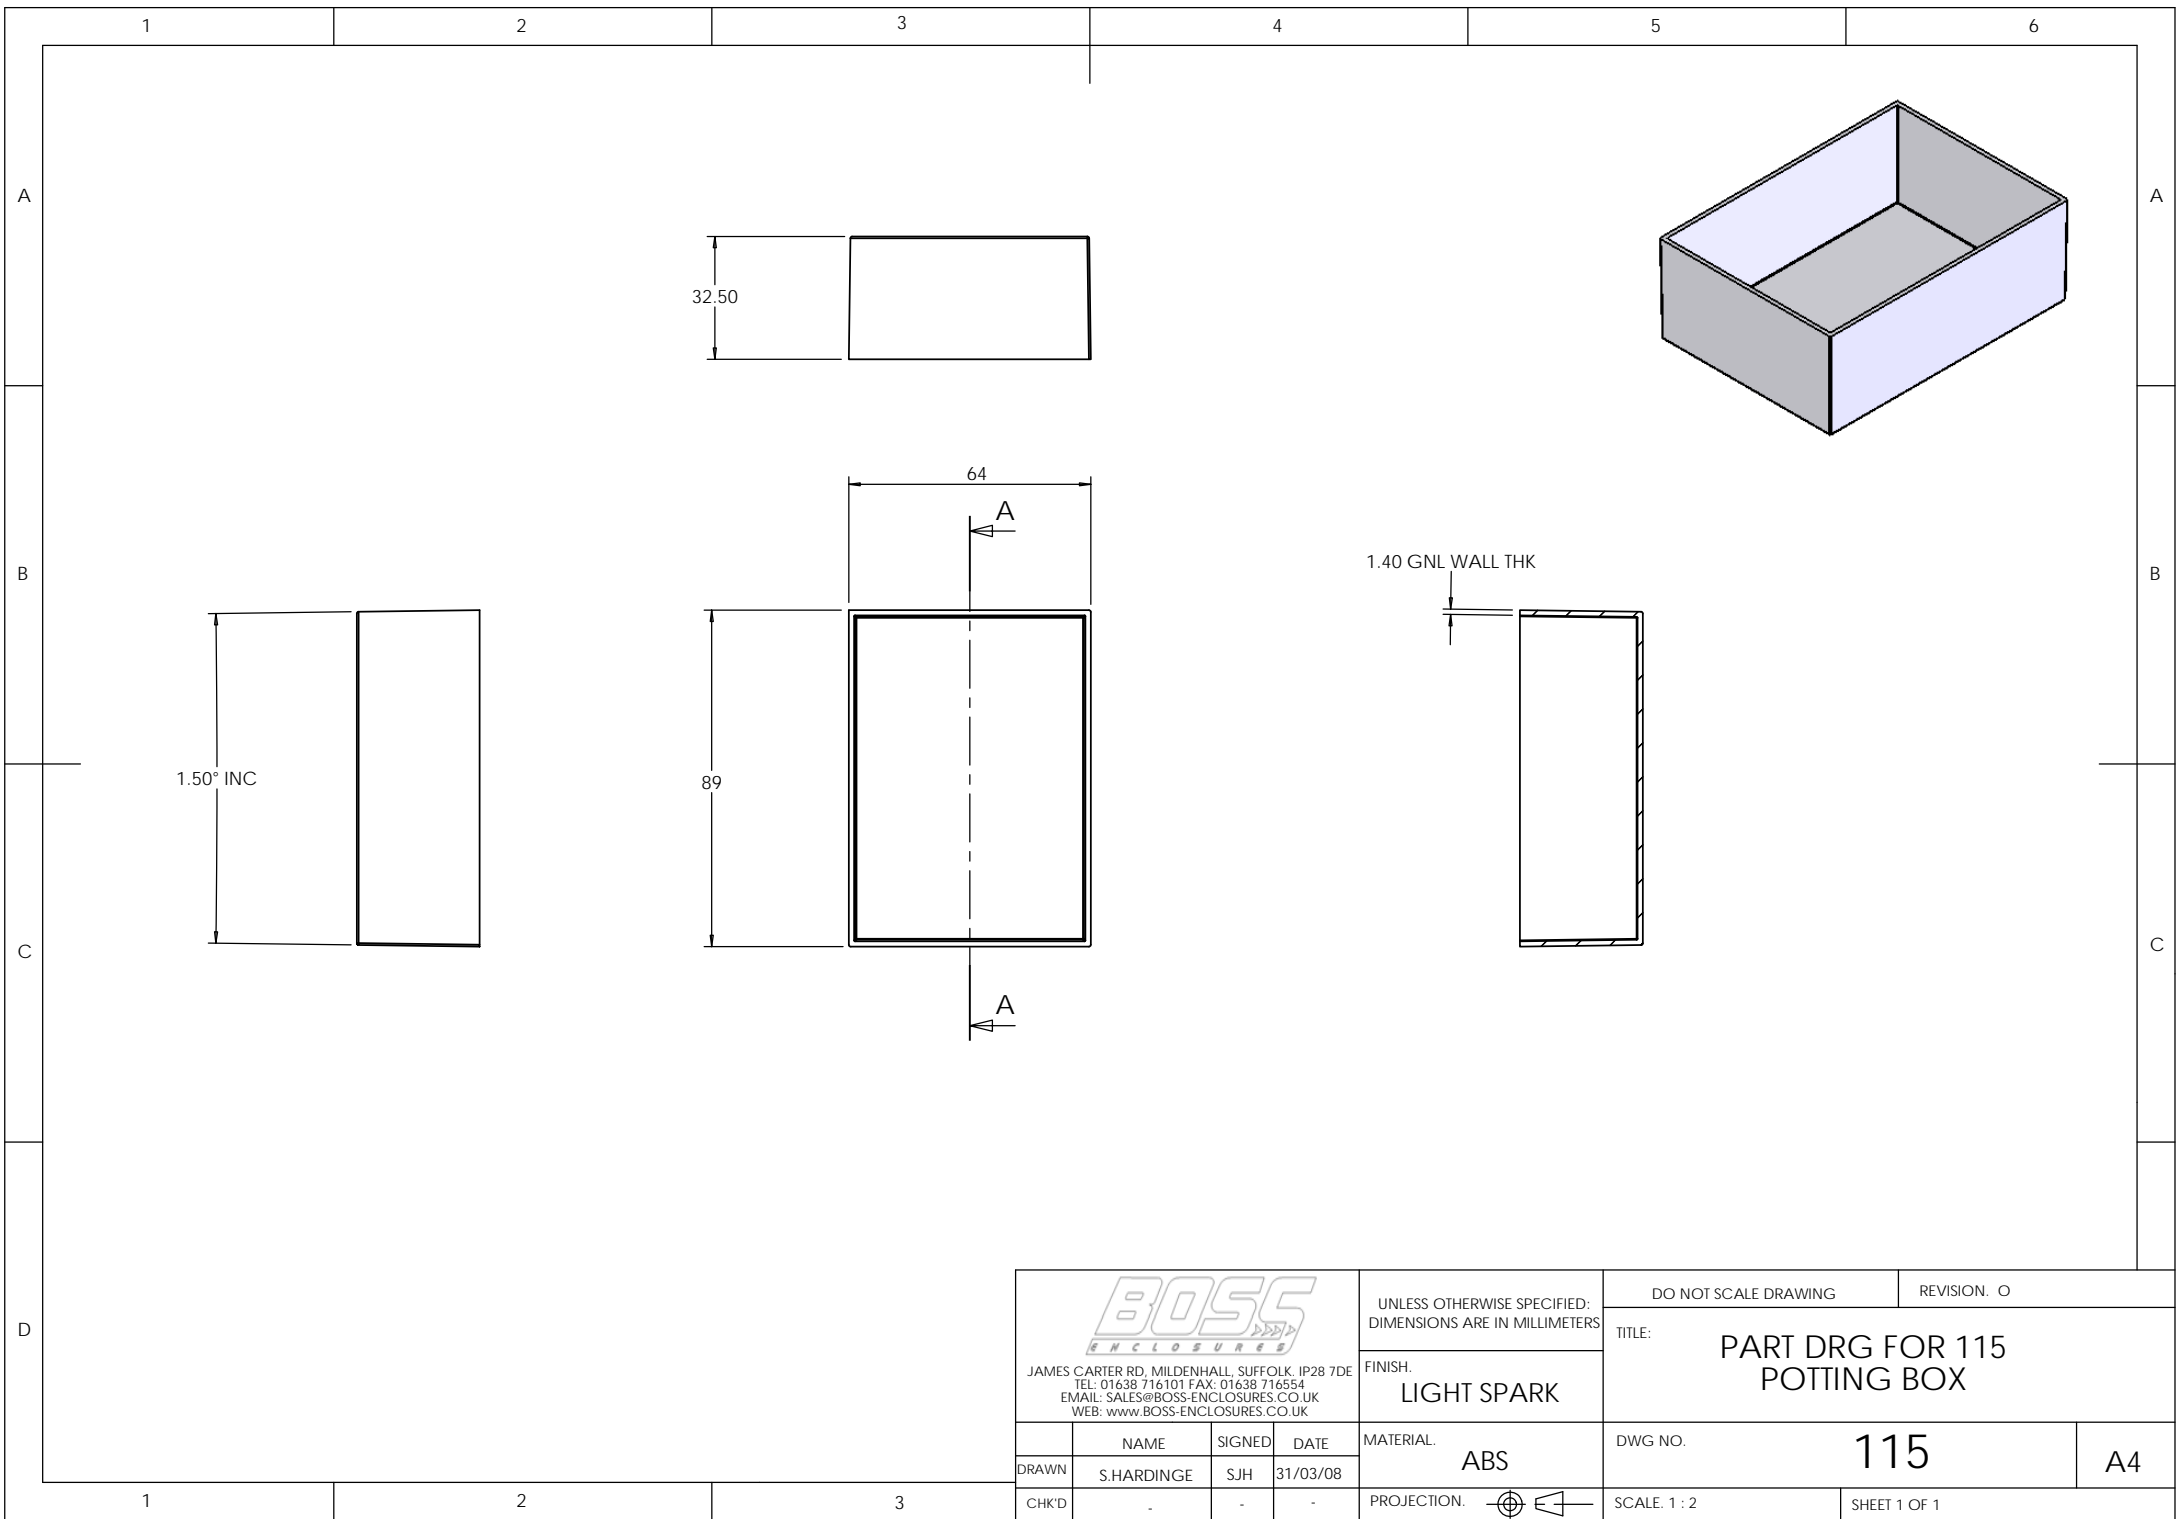 1 2 3 4 5 6
A A
32.50
64
A
1.40 GNL WALL THK
B B
1.50° INC
89
C C
A
D
BOSS
ENCLOSURES
JAMES CARTER RD, MILDENHALL, SUFFOLK. IP28 7DE
TEL: 01638 716101 FAX: 01638 716554
EMAIL: SALES@BOSS-ENCLOSURES.CO.UK
WEB: www.BOSS-ENCLOSURES.CO.UK
UNLESS OTHERWISE SPECIFIED:
DIMENSIONS ARE IN MILLIMETERS
FINISH.
LIGHT SPARK
DO NOT SCALE DRAWING
REVISION. O
TITLE:
PART DRG FOR 115
POTTING BOX
NAME SIGNED DATE
DRAWN S.HARDINGE SJH 31/03/08
CHK'D - - -
MATERIAL.
ABS
PROJECTION.
DWG NO.
115
A4
SCALE. 1 : 2
SHEET 1 OF 1
1 2 3